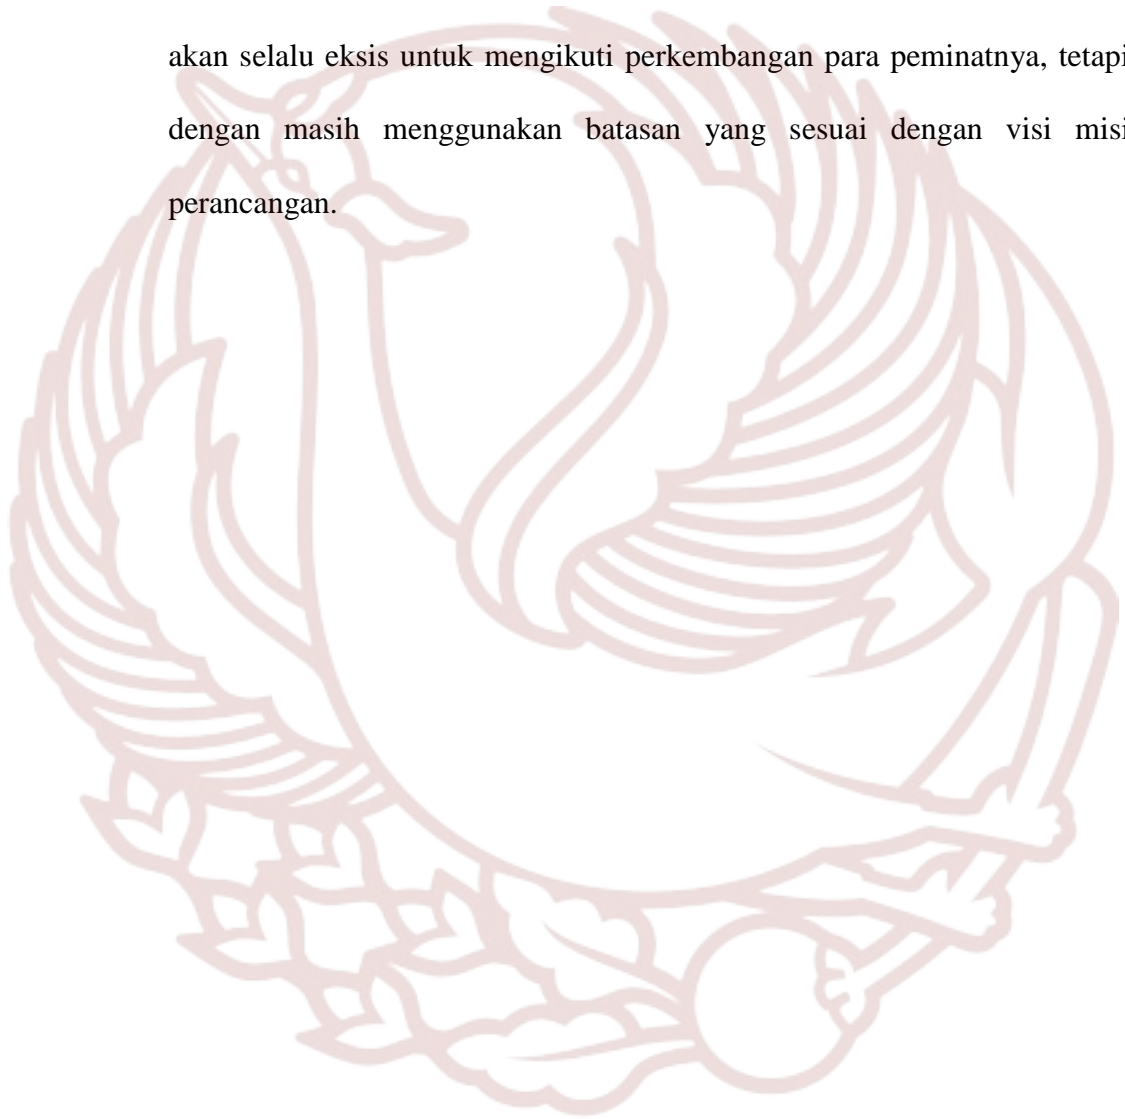 akan selalu eksis untuk mengikuti perkembangan para peminatnya, tetapi
dengan masih menggunakan batasan yang sesuai dengan visi misi
perancangan.